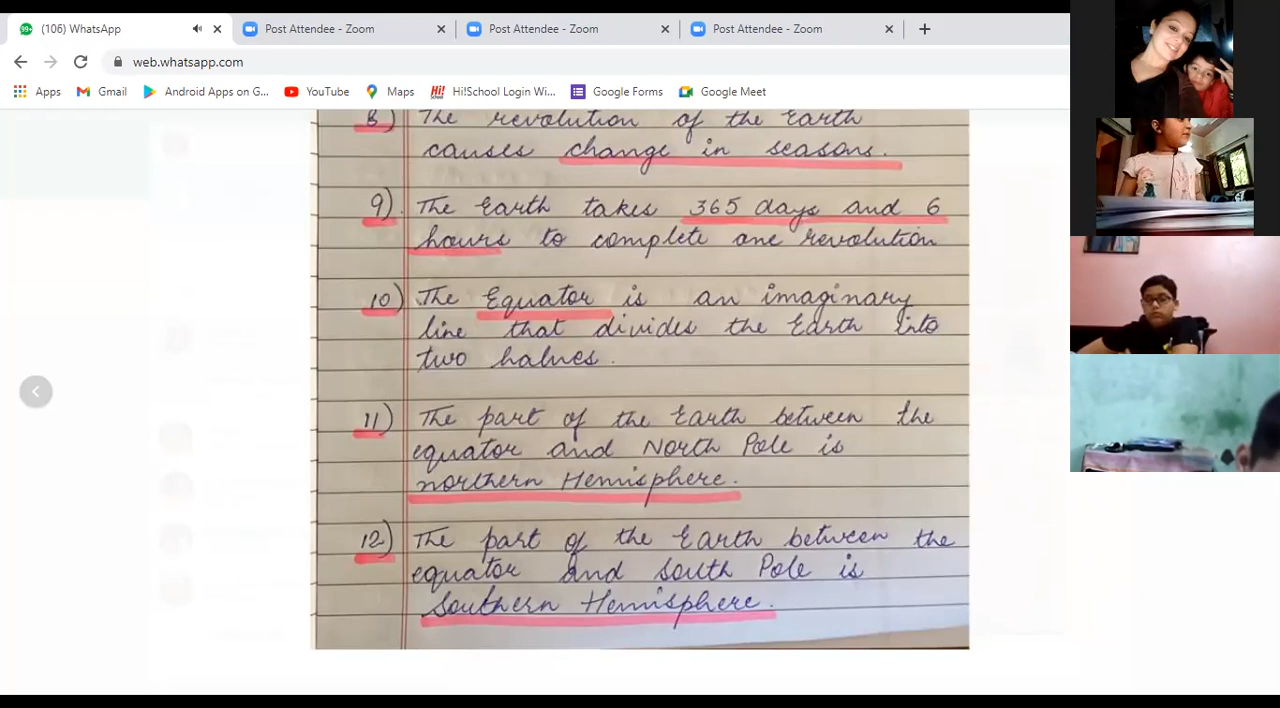 99+ (106) WhatsApp
Post Attendee - Zoom
Post Attendee - Zoom
Post Attendee - Zoom
web.whatsapp.com
Apps
Gmail
Android Apps on G...
YouTube
Maps
Hi! School
Hi!School Login Wi...
Google Forms
Google Meet
8) The revolution of the Earth
causes change in seasons.
9). The Earth takes 365 days and 6
hours to complete one revolution
10) The Equator is an imaginary
line that divides the Earth into
two halves.
11) The part of the Earth between the
equator and North Pole is
northern Hemisphere.
12) The part of the Earth between the
equator and south Pole is
southern Hemisphere.